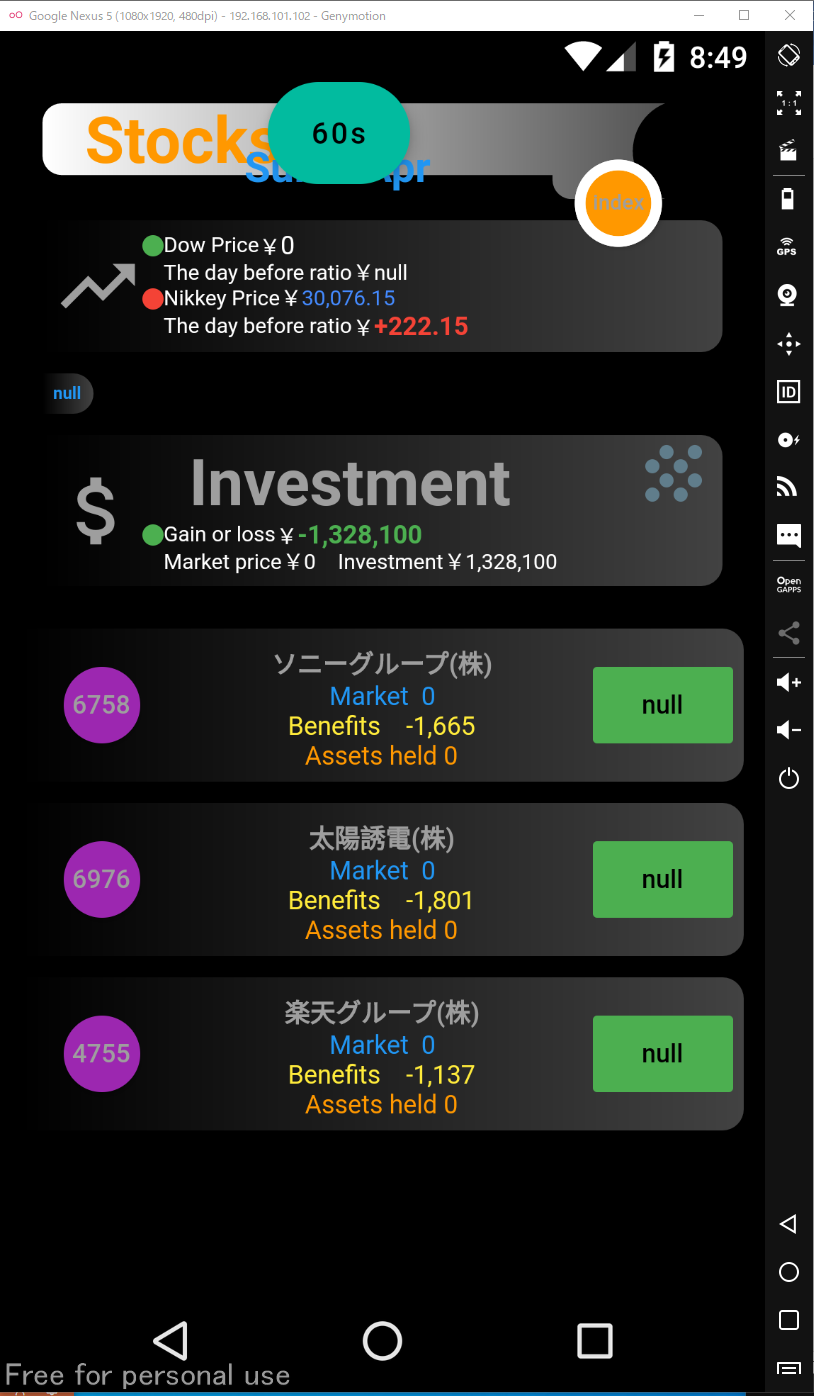 Google Nexus 5 (1080x1920, 480dpi) - 192.168.101.102 - Genymotion
8:49
Stocks
60s
Apr
Index
Dow Price￥0
The day before ratio￥null
Nikkey Price￥30,076.15
The day before ratio￥+222.15
null
Investment
Gain or loss￥-1,328,100
Market price￥0 Investment￥1,328,100
ソニーグループ(株)
6758
Market 0
null
Benefits -1,665
Assets held 0
太陽誘電(株)
6976
Market 0
null
Benefits -1,801
Assets held 0
楽天グループ(株)
4755
Market 0
null
Benefits -1,137
Assets held 0
1:1
GPS
ID
Open
GAPPS
Free for personal use